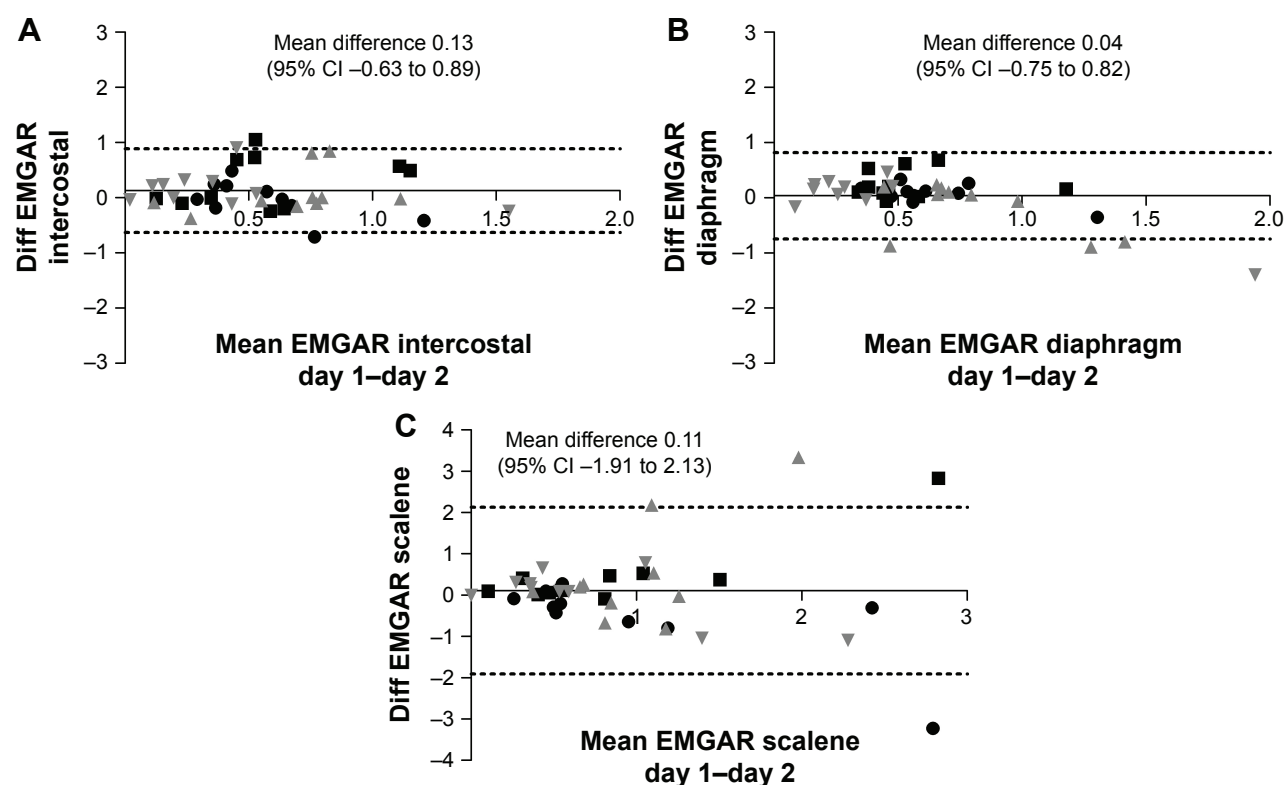 A
3
2
1
0
–1
–2
–3
Diff EMGAR
intercostal
Mean difference 0.13
(95% CI –0.63 to 0.89)
0.5
1.0
1.5
2.0
Mean EMGAR intercostal
day 1–day 2
B
3
2
1
0
–1
–2
–3
Diff EMGAR
diaphragm
Mean difference 0.04
(95% CI –0.75 to 0.82)
0.5
1.0
1.5
2.0
Mean EMGAR diaphragm
day 1–day 2
C
4
3
2
1
0
–1
–2
–3
–4
Diff EMGAR scalene
Mean difference 0.11
(95% CI –1.91 to 2.13)
1
2
3
Mean EMGAR scalene
day 1–day 2